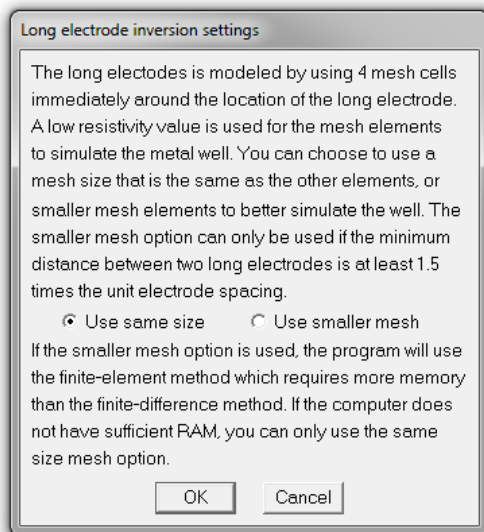 Long electrode inversion settings
The long electodes is modeled by using 4 mesh cells
immediately around the location of the long electrode.
A low resistivity value is used for the mesh elements
to simulate the metal well. You can choose to use a
mesh size that is the same as the other elements, or
smaller mesh elements to better simulate the well. The
smaller mesh option can only be used if the minimum
distance between two long electrodes is at least 1.5
times the unit electrode spacing.
Use same size Use smaller mesh
If the smaller mesh option is used, the program will use
the finite-element method which requires more memory
than the finite-difference method. If the computer does
not have sufficient RAM, you can only use the same
size mesh option.
OK Cancel